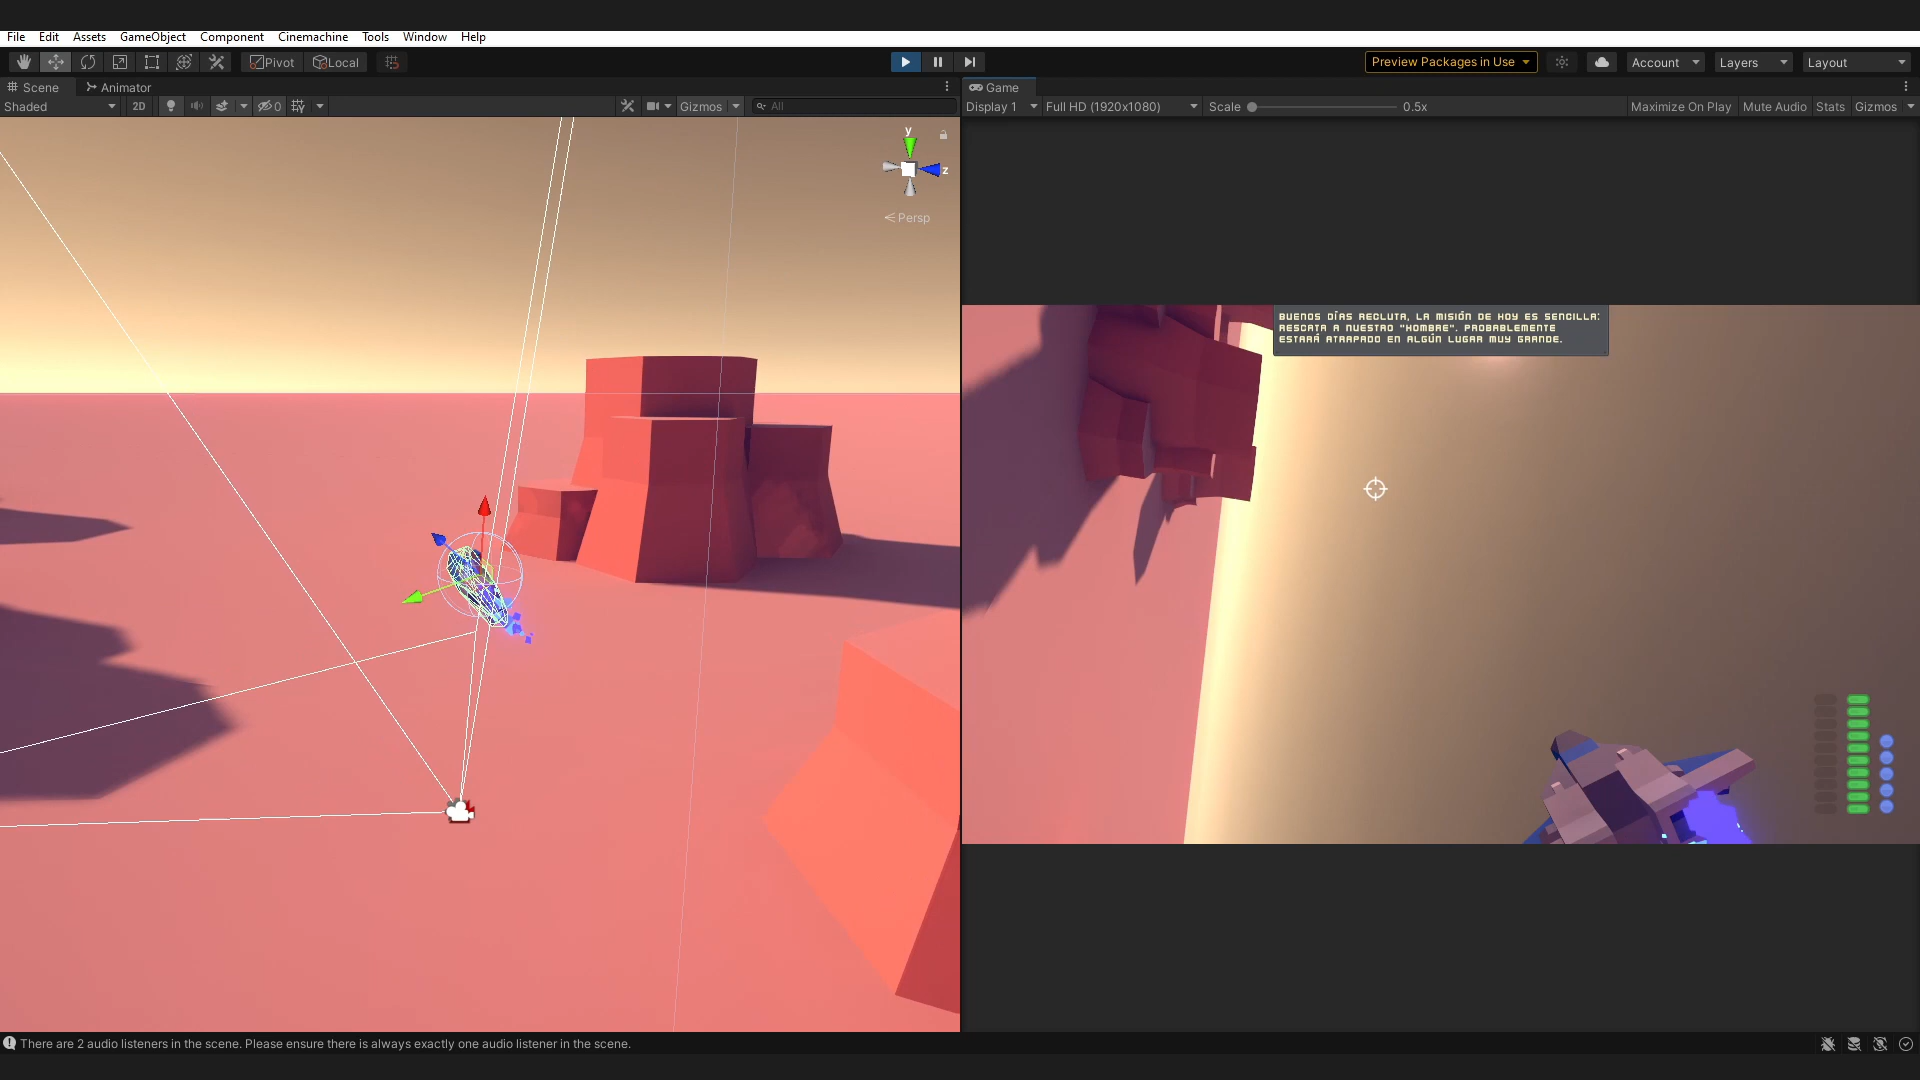 File Edit Assets GameObject Component Cinemachine Tools Window Help
Pivot Local Preview Packages in Use Account Layers Layout
Scene Animator Game
Shaded 2D 0 Gizmos All Display 1 Full HD (1920x1080) Scale 0.5x Maximize On Play Mute Audio Stats Gizmos
y
z
Persp
BUENOS DÍAS RECLUTA, LA MISIÓN DE HOY ES SENCILLA:
RESCATA A NUESTRO "HOMBRE". PROBABLEMENTE
ESTARÁ ATRAPADO EN ALGÚN LUGAR MUY GRANDE.
There are 2 audio listeners in the scene. Please ensure there is always exactly one audio listener in the scene.